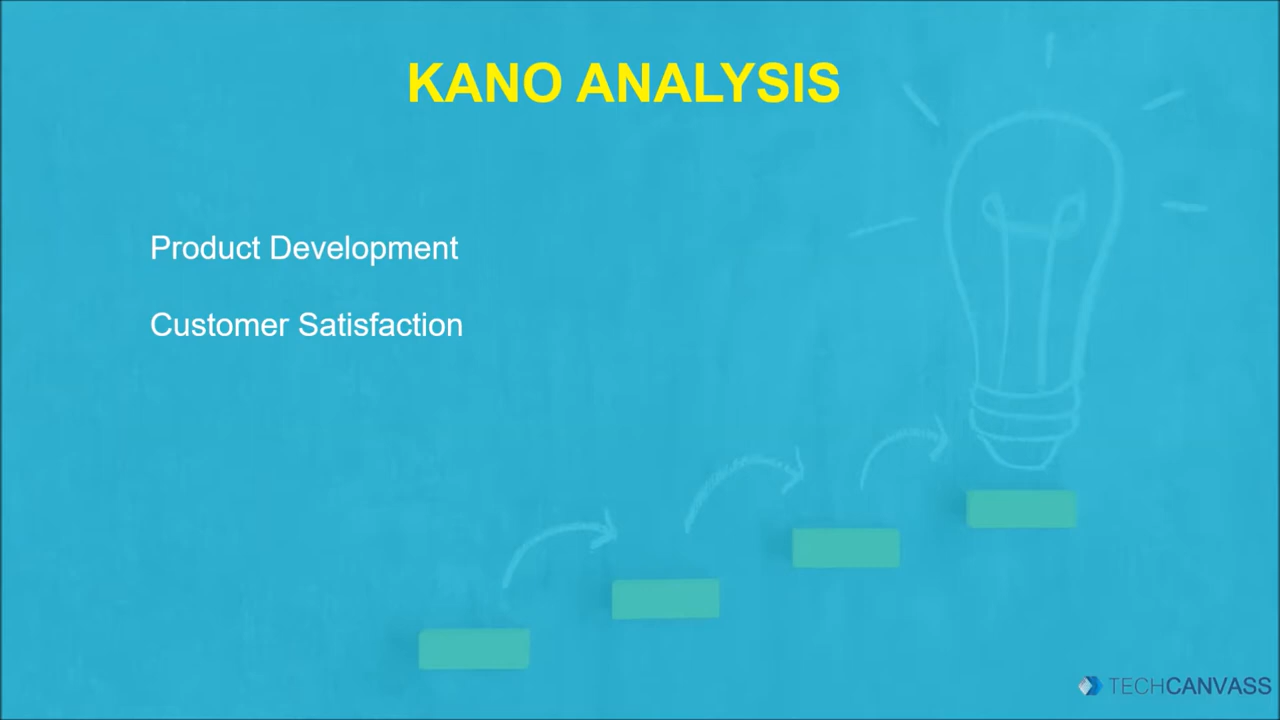 KANO ANALYSIS
Product Development
Customer Satisfaction
TECHCANVASS